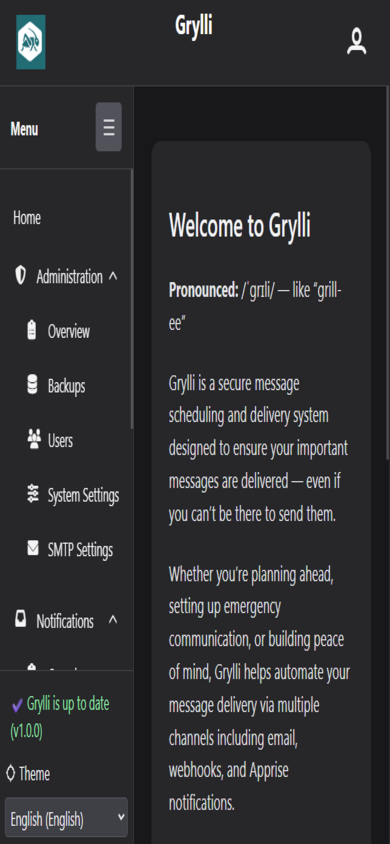 Grylli
Menu
Home
Administration
Overview
Backups
Users
System Settings
SMTP Settings
Notifications
✔ Grylli is up to date
(v1.0.0)
Theme
English (English)
Welcome to Grylli
Pronounced: /ˈɡrɪli/ — like “grill-
ee”
Grylli is a secure message
scheduling and delivery system
designed to ensure your important
messages are delivered — even if
you can’t be there to send them.
Whether you’re planning ahead,
setting up emergency
communication, or building peace
of mind, Grylli helps automate your
message delivery via multiple
channels including email,
webhooks, and Apprise
notifications.